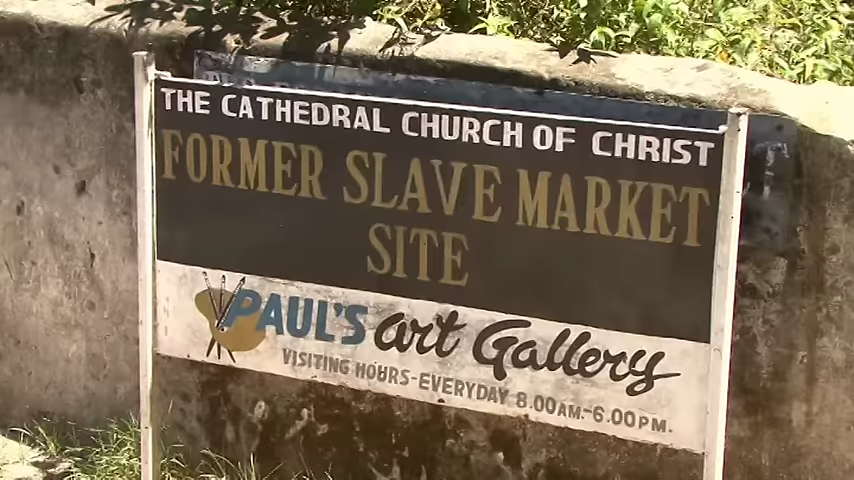 THE CATHEDRAL CHURCH OF CHRIST
FORMER SLAVE MARKET
SITE
PAUL'S art Gallery
VISITING HOURS-EVERYDAY 8.00AM.-6.00PM.